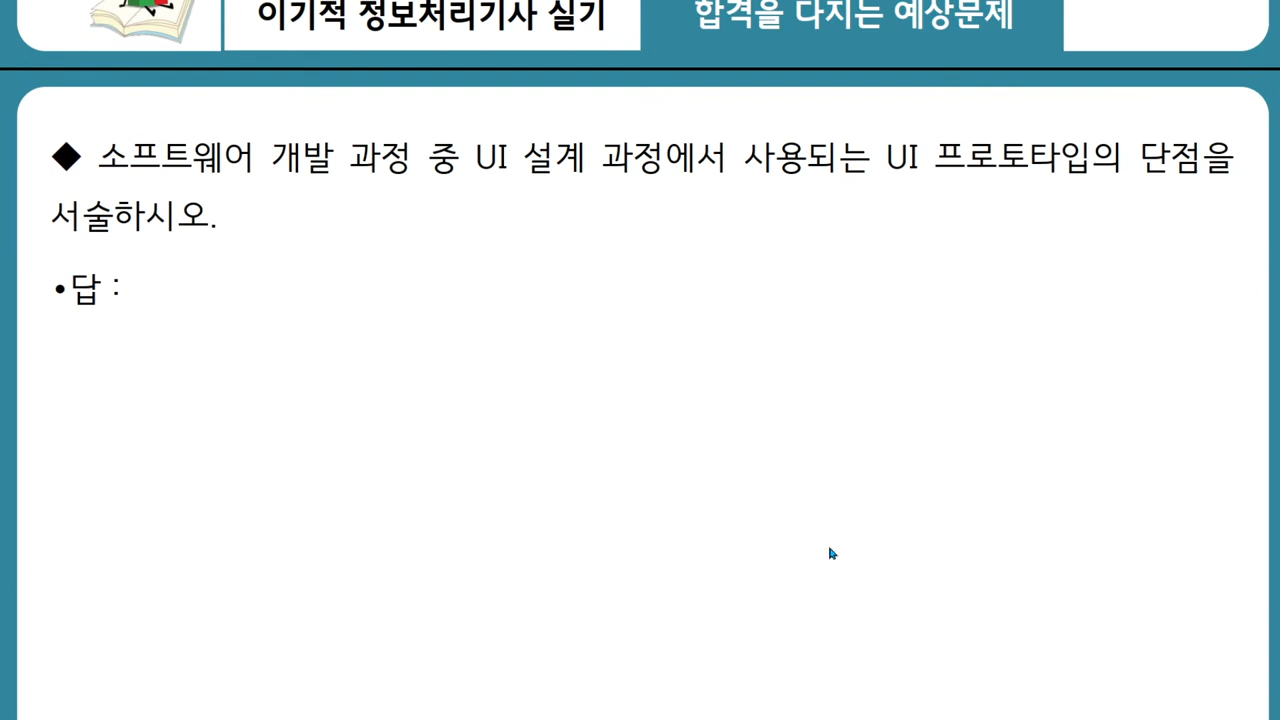 이기적 정보처리기사 실기
합격을 다지는 예상문제
◆ 소프트웨어 개발 과정 중 UI 설계 과정에서 사용되는 UI 프로토타입의 단점을
서술하시오.
•답 :